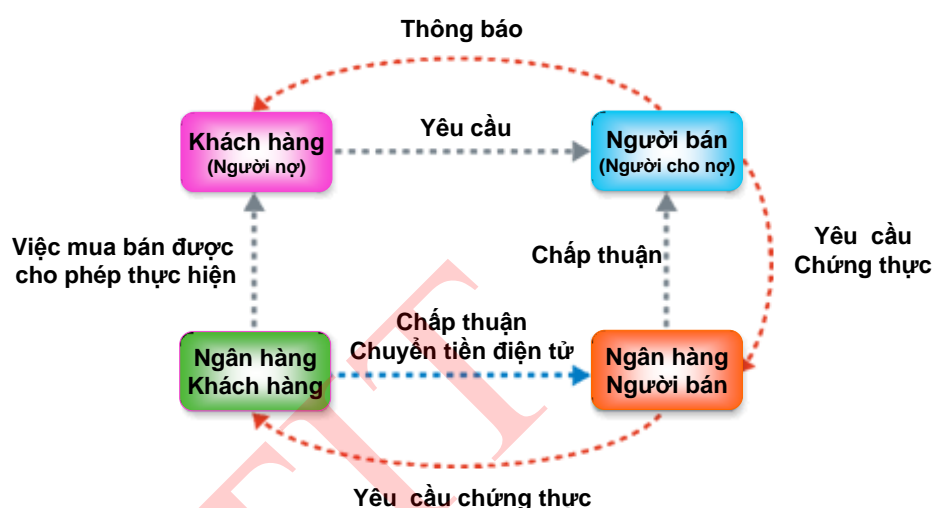 Thông báo
Khách hàng
(Người nợ)
Yêu cầu
Người bán
(Người cho nợ)
Việc mua bán được
cho phép thực hiện
Chấp thuận
Yêu cầu
Chứng thực
Ngân hàng
Khách hàng
Chấp thuận
Chuyển tiền điện tử
Ngân hàng
Người bán
Yêu cầu chứng thưc